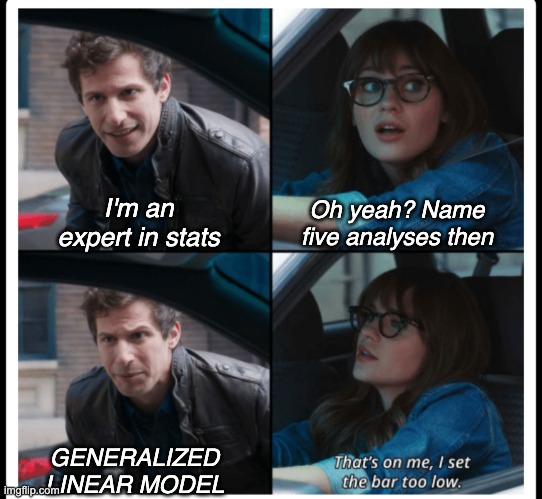 I'm an
expert in stats
Oh yeah? Name
five analyses then
GENERALIZED
LINEAR MODEL
That's on me, I set
the bar too low.
imgflip.com